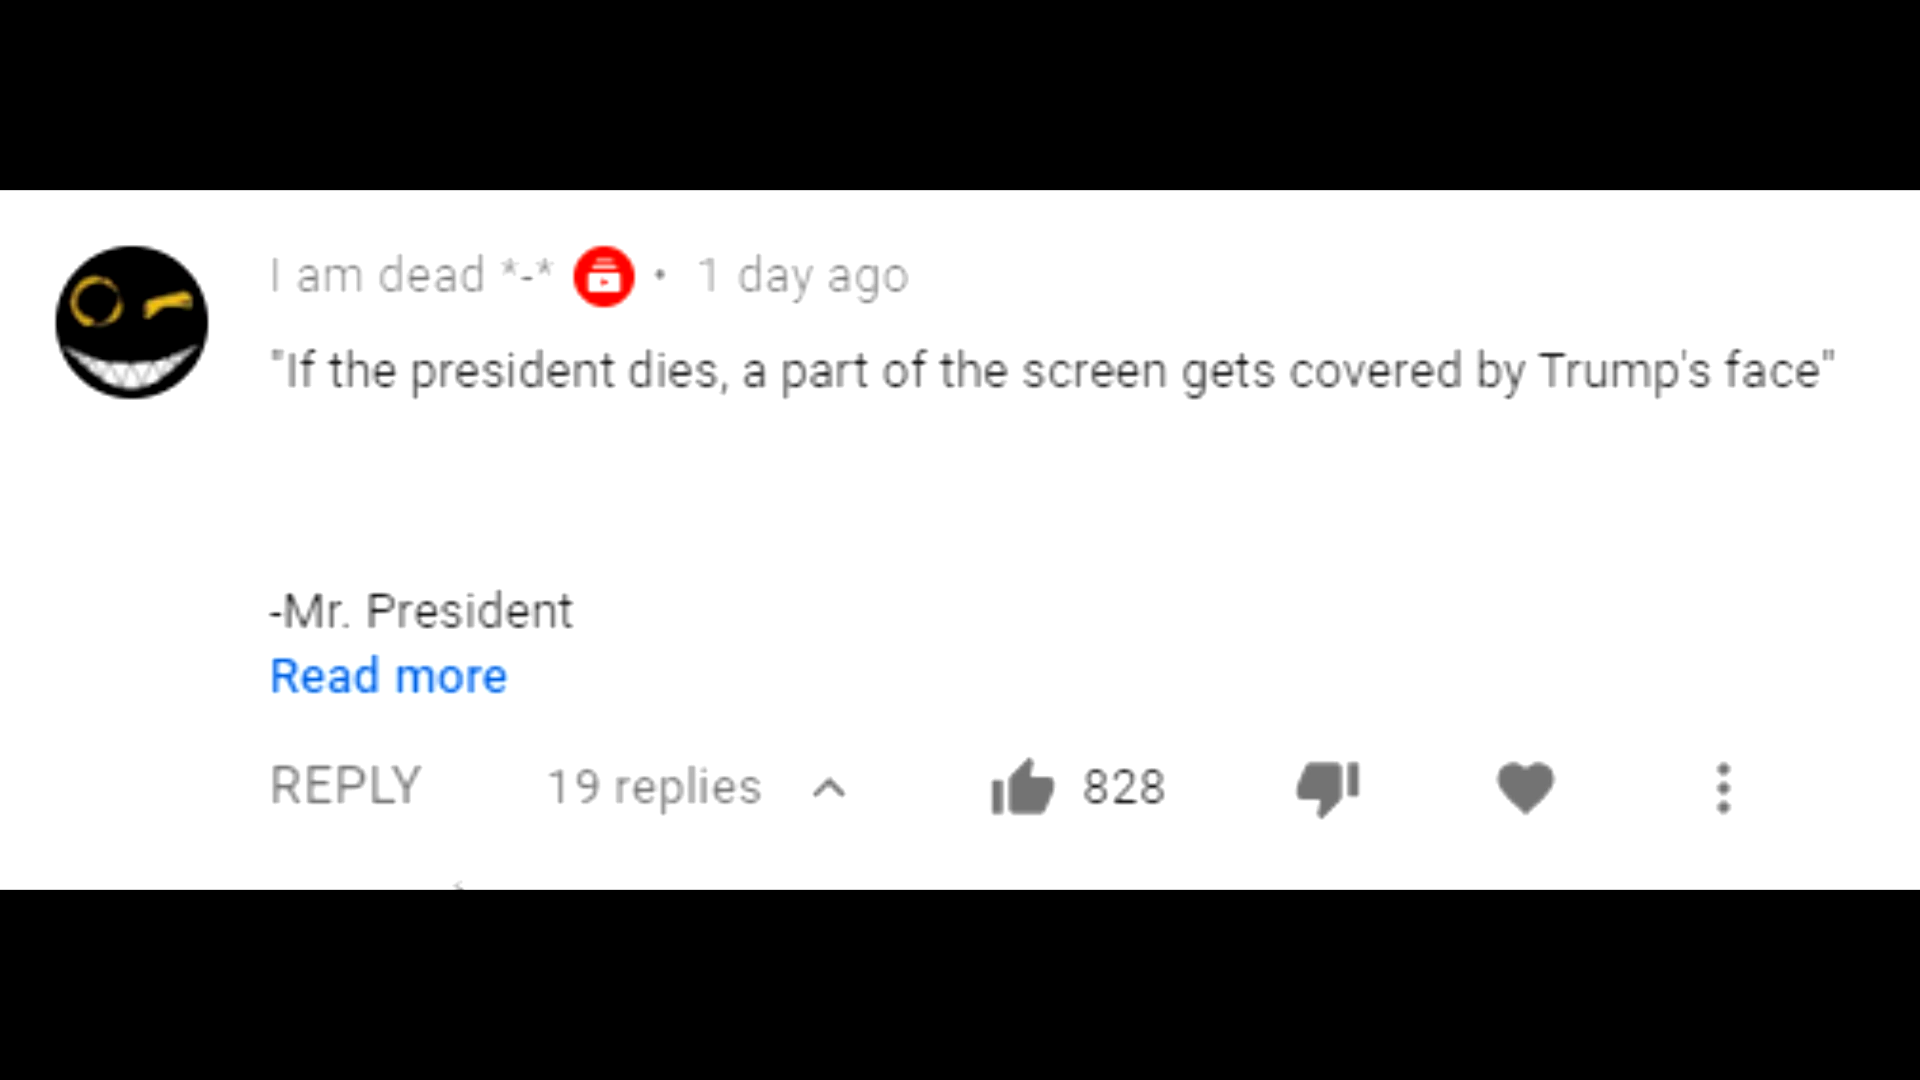 I am dead *-* • 1 day ago
"If the president dies, a part of the screen gets covered by Trump's face"
-Mr. President
Read more
REPLY 19 replies 828